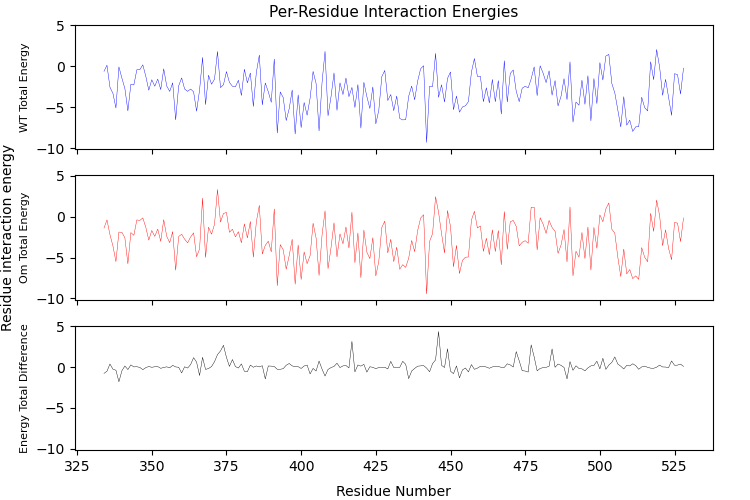 Per-Residue Interaction Energies
Residue interaction energy
WT Total Energy
5
0
−5
−10
Om Total Energy
5
0
−5
−10
Energy Total Difference
5
0
−5
−10
325 350 375 400 425 450 475 500 525
Residue Number